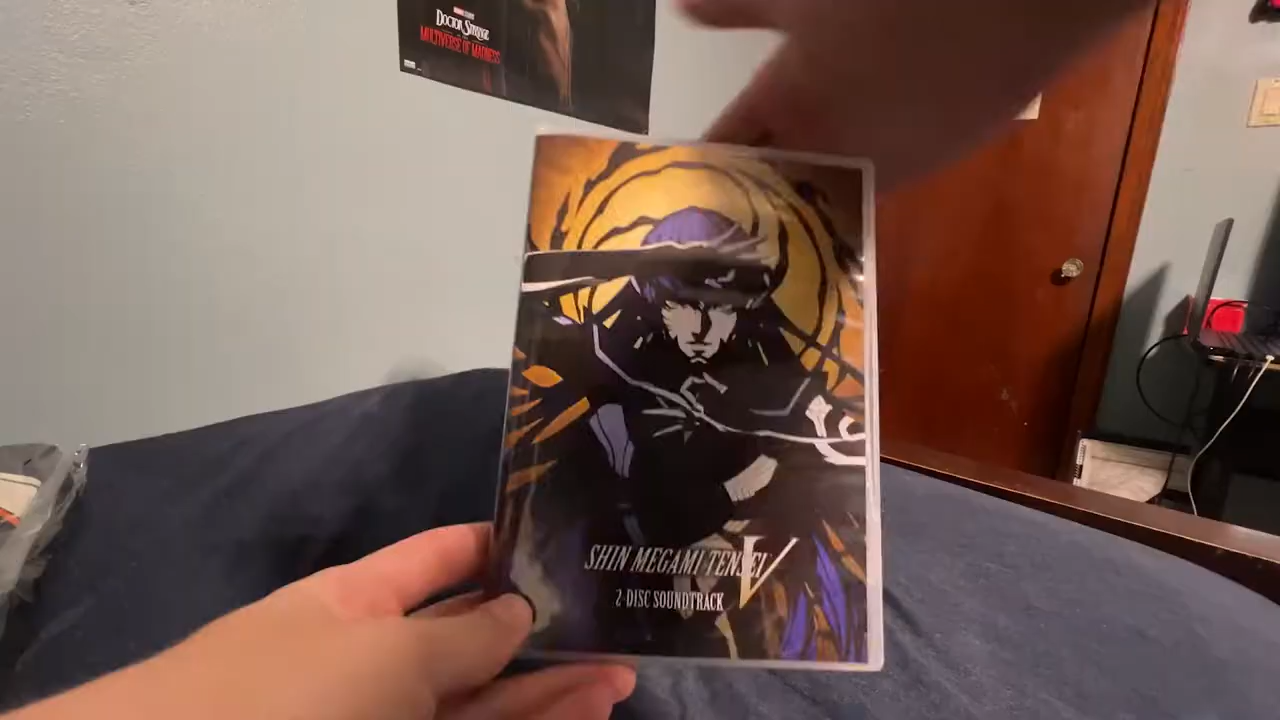 DOCTOR STRANGE
MULTIVERSE OF MADNESS
SHIN MEGAMI TENSEI V
2-DISC SOUNDTRACK